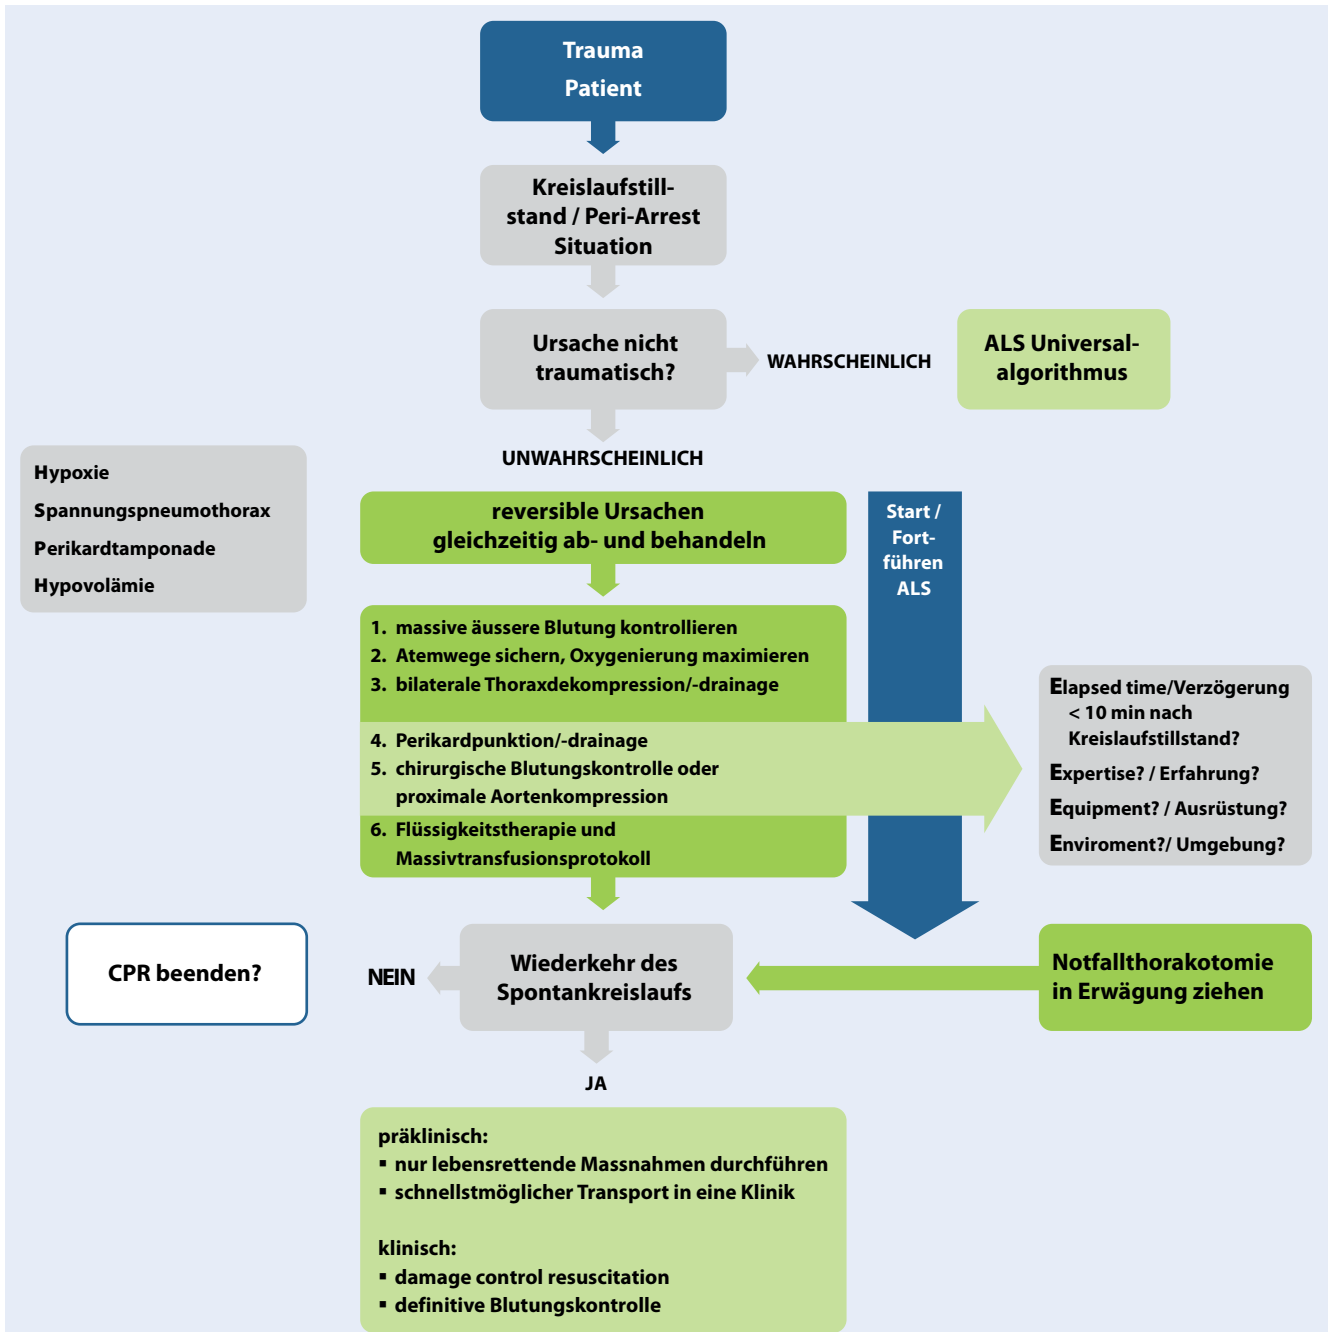 Trauma
Patient
Kreislaufstill-
stand / Peri-Arrest
Situation
Ursache nicht
traumatisch?
WAHRSCHEINLICH
ALS Universal-
algorithmus
UNWAHRSCHEINLICH
Hypoxie
Spannungspneumothorax
Perikardtamponade
Hypovolämie
reversible Ursachen
gleichzeitig ab- und behandeln
Start /
Fort-
führen
ALS
1. massive äussere Blutung kontrollieren
2. Atemwege sichern, Oxygenierung maximieren
3. bilaterale Thoraxdekompression/-drainage
4. Perikardpunktion/-drainage
5. chirurgische Blutungskontrolle oder
proximale Aortenkompression
6. Flüssigkeitstherapie und
Massivtransfusionsprotokoll
Elapsed time/Verzögerung
< 10 min nach
Kreislaufstillstand?
Expertise? / Erfahrung?
Equipment? / Ausrüstung?
Enviroment?/ Umgebung?
CPR beenden?
NEIN
Wiederkehr des
Spontankreislaufs
Notfallthorakotomie
in Erwägung ziehen
JA
präklinisch:
▪ nur lebensrettende Massnahmen durchführen
▪ schnellstmöglicher Transport in eine Klinik
klinisch:
▪ damage control resuscitation
▪ definitive Blutungskontrolle